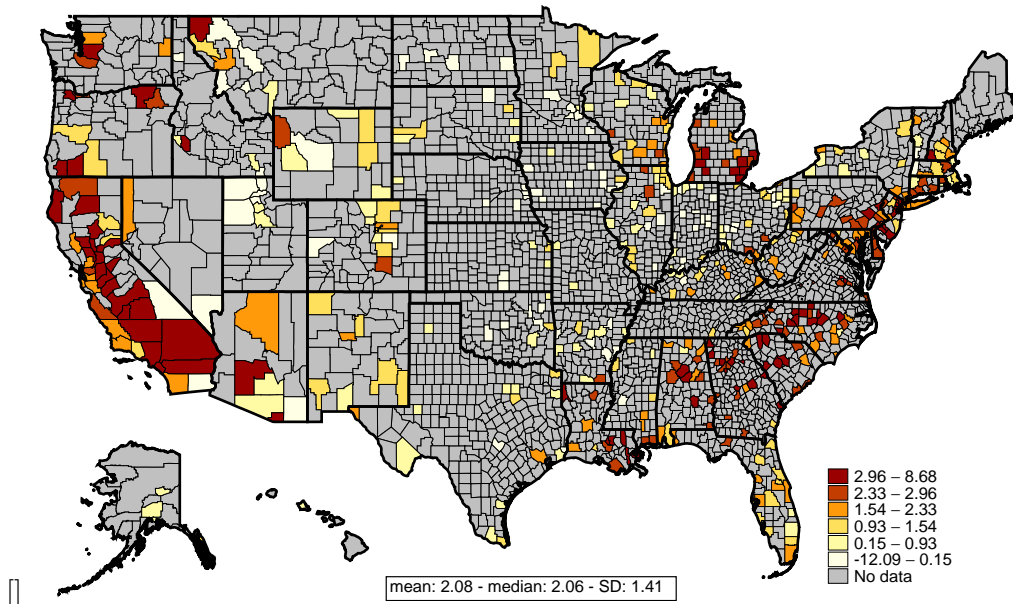 2.96 – 8.68
2.33 – 2.96
1.54 – 2.33
0.93 – 1.54
0.15 – 0.93
-12.09 – 0.15
No data
mean: 2.08 - median: 2.06 - SD: 1.41